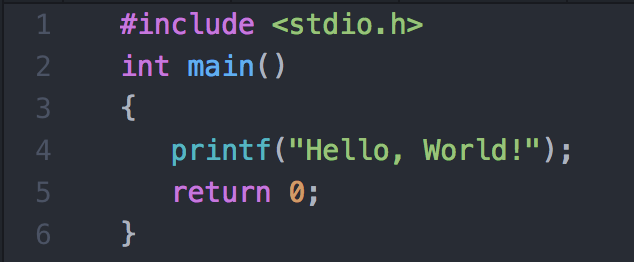 1 #include <stdio.h>
2 int main()
3 {
4 printf("Hello, World!");
5 return 0;
6 }